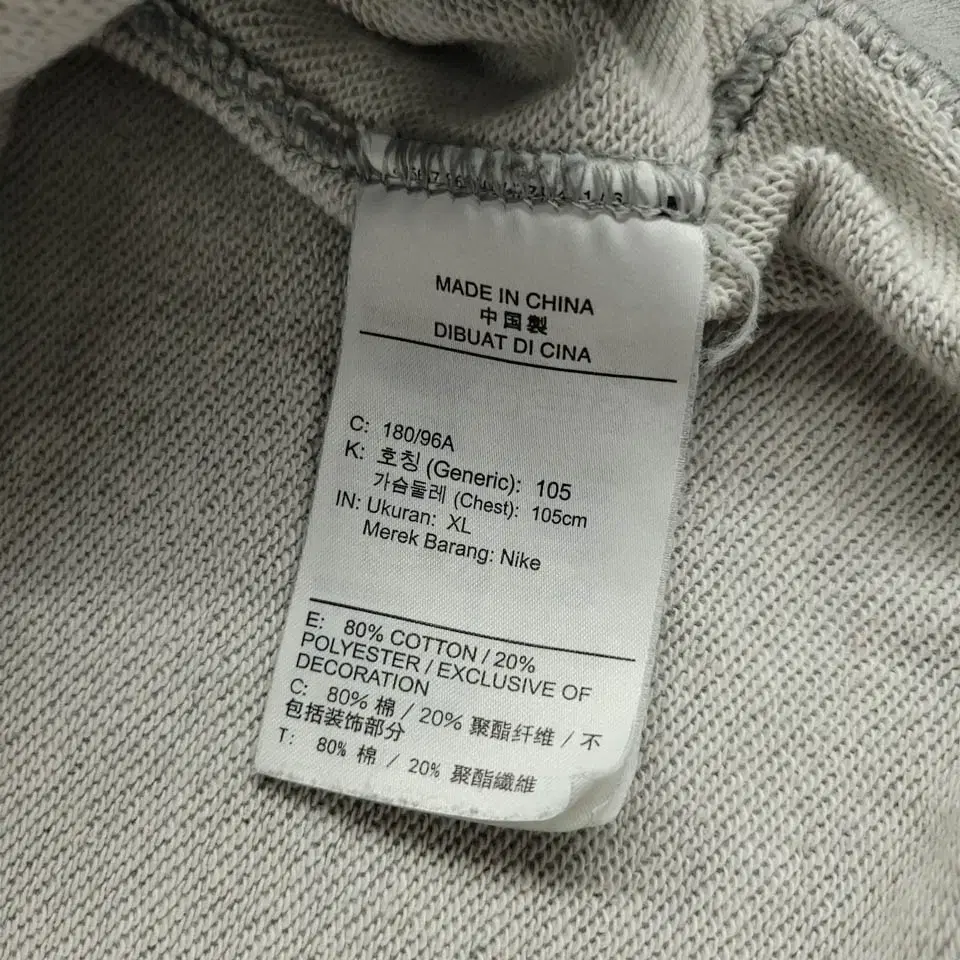 MADE IN CHINA
中国製
DIBUAT DI CINA
C: 180/96A
K: 호칭 (Generic): 105
가슴둘레 (Chest): 105cm
IN: Ukuran: XL
Merek Barang: Nike
E: 80% COTTON / 20%
POLYESTER / EXCLUSIVE OF
DECORATION
C: 80% 棉 / 20% 聚酯纤维 / 不
包括装饰部分
T: 80% 棉 / 20% 聚酯纖維